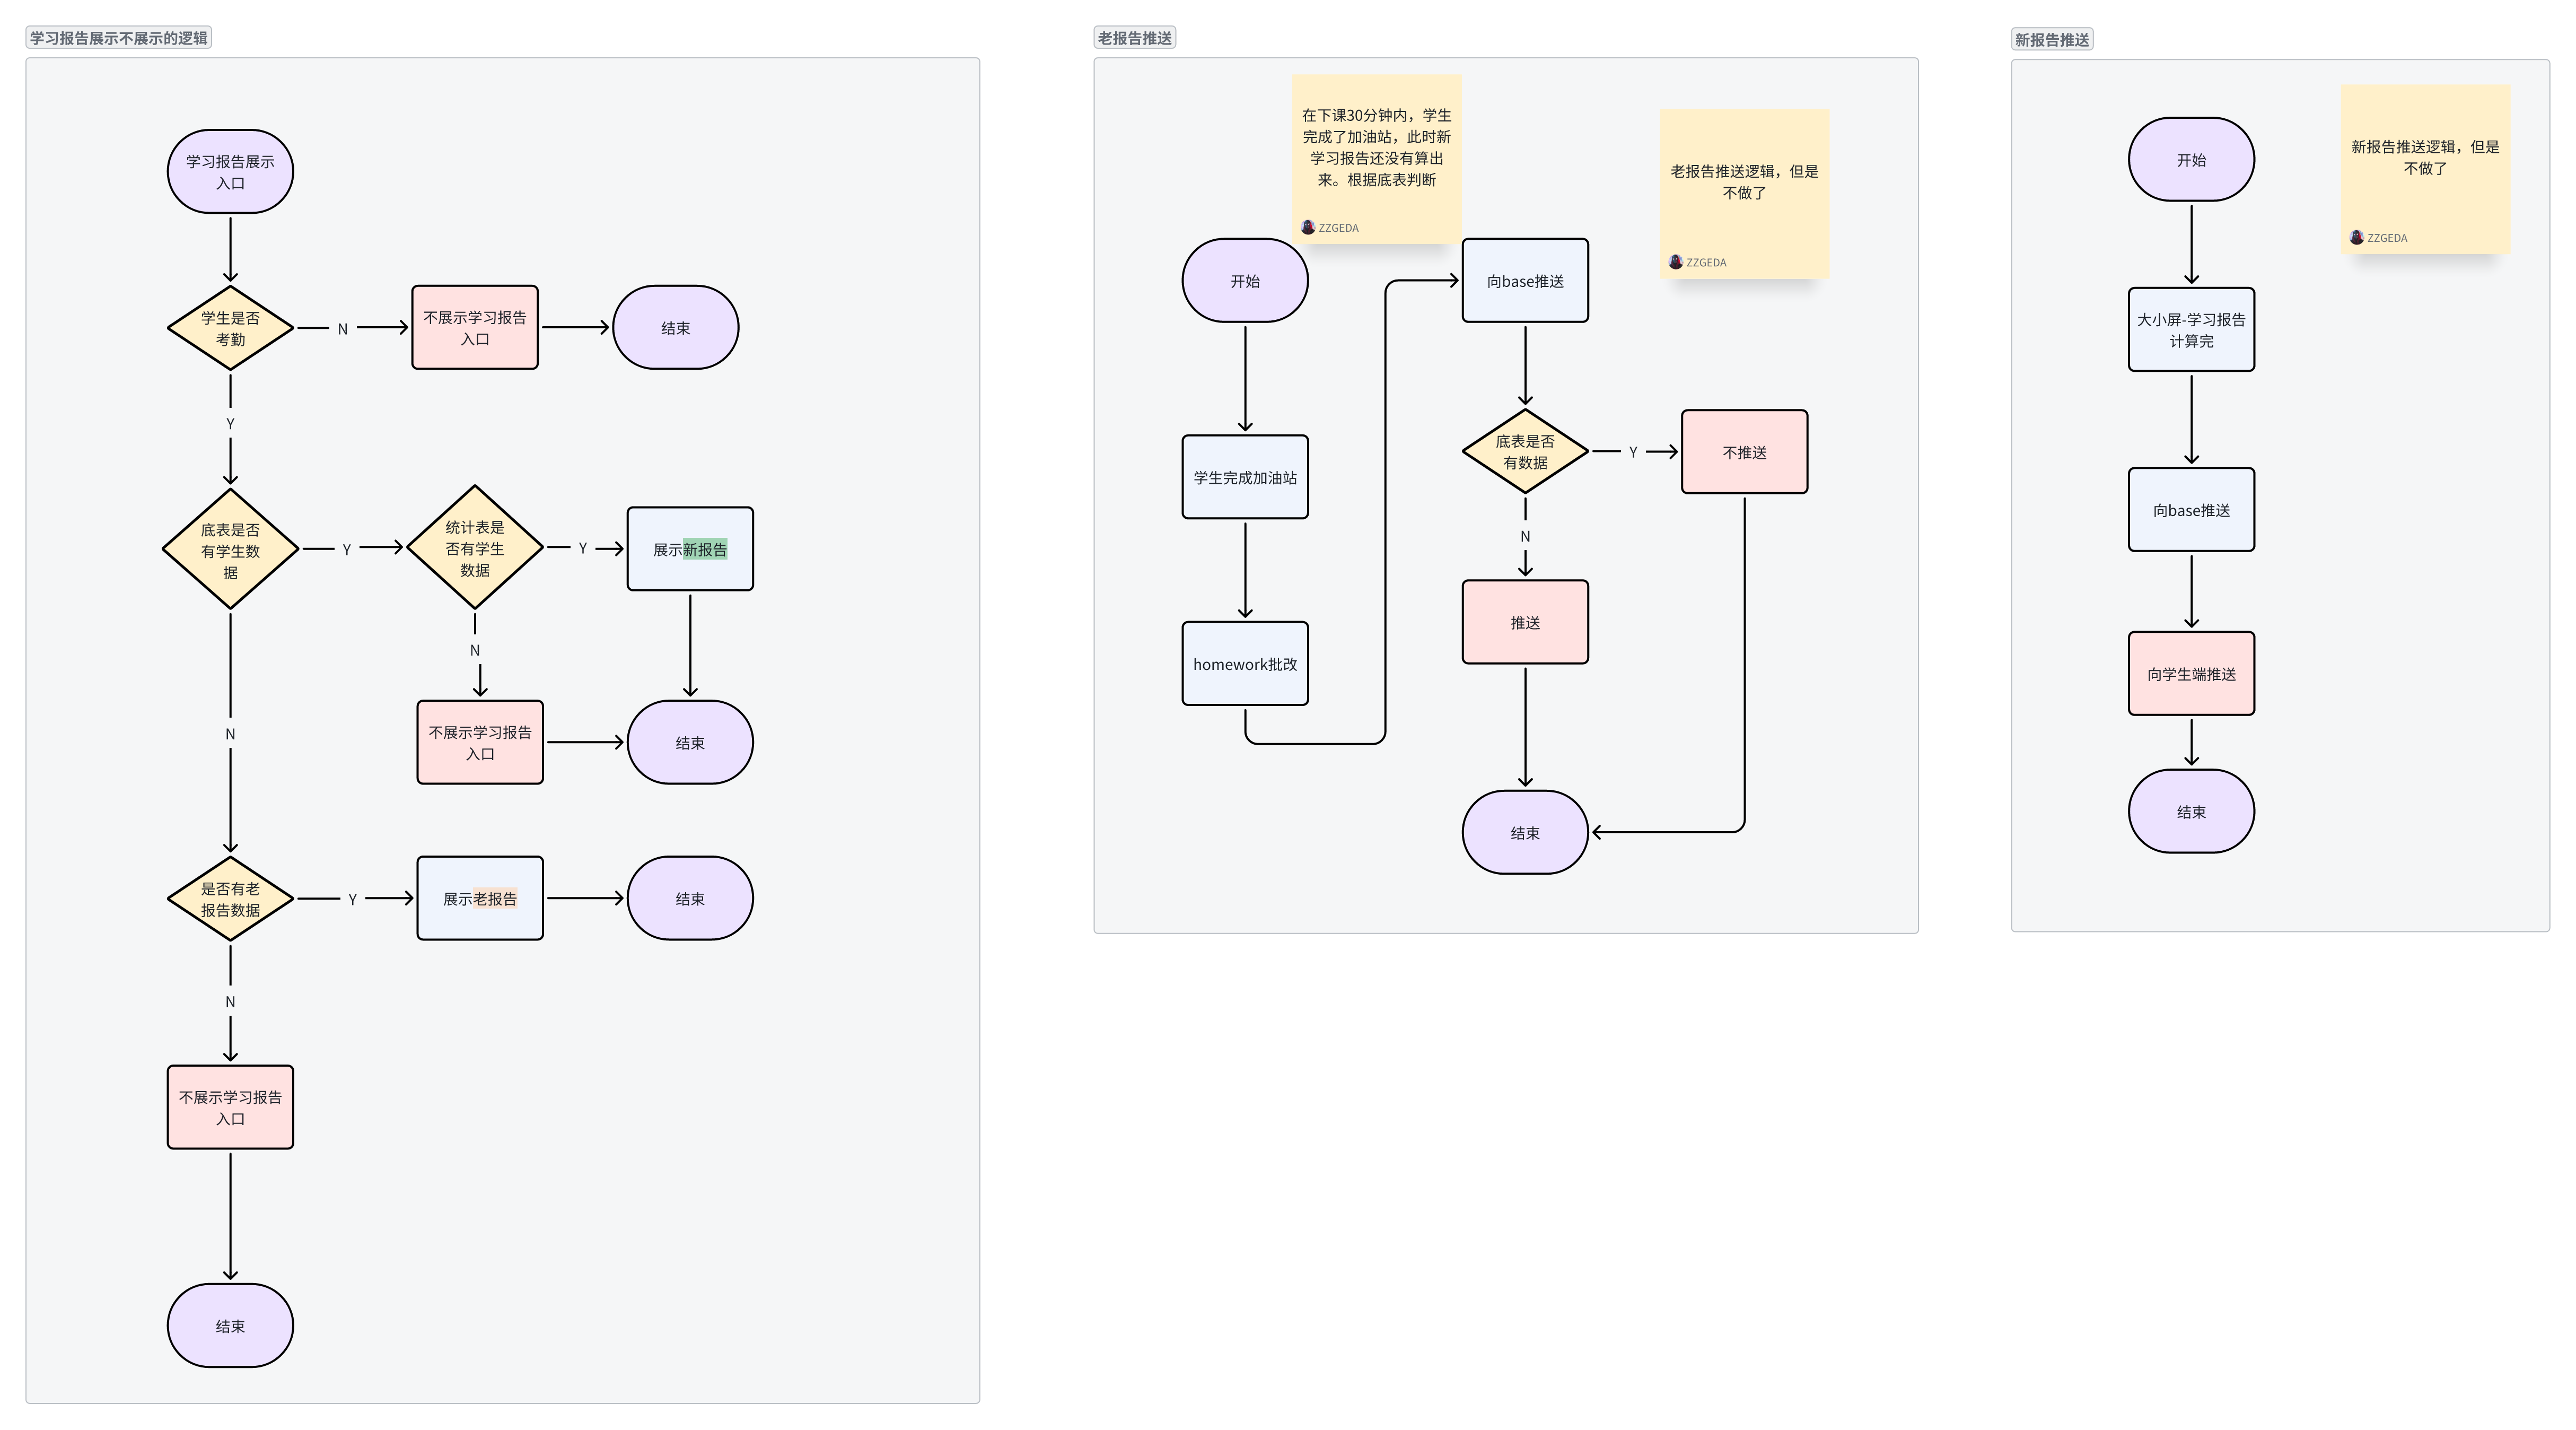 学习报告展示不展示的逻辑
学习报告展示
入口
学生是否
考勤
N
不展示学习报告
入口
结束
Y
底表是否
有学生数
据
Y
统计表是
否有学生
数据
Y
展示新报告
N
不展示学习报告
入口
结束
N
是否有老
报告数据
Y
展示老报告
结束
N
不展示学习报告
入口
结束
老报告推送
在下课30分钟内，学生
完成了加油站，此时新
学习报告还没有算出
来。根据底表判断
ZZGEDA
老报告推送逻辑，但是
不做了
ZZGEDA
开始
学生完成加油站
homework批改
向base推送
底表是否
有数据
Y
不推送
N
推送
结束
新报告推送
新报告推送逻辑，但是
不做了
ZZGEDA
开始
大小屏-学习报告
计算完
向base推送
向学生端推送
结束